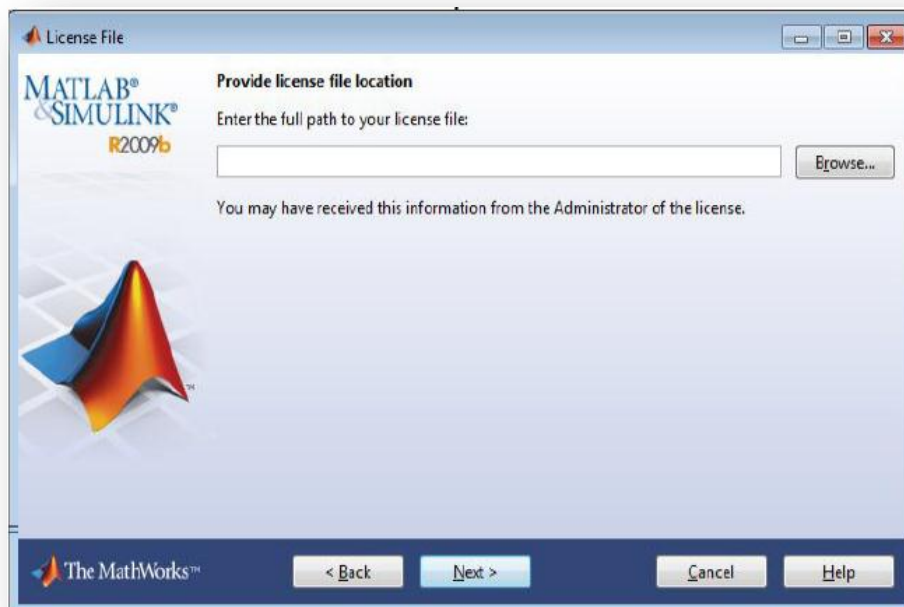 License File
MATLAB®
&SIMULINK®
R2009b
Provide license file location
Enter the full path to your license file:
Browse...
You may have received this information from the Administrator of the license.
TM
The MathWorks™
< Back
Next >
Cancel
Help